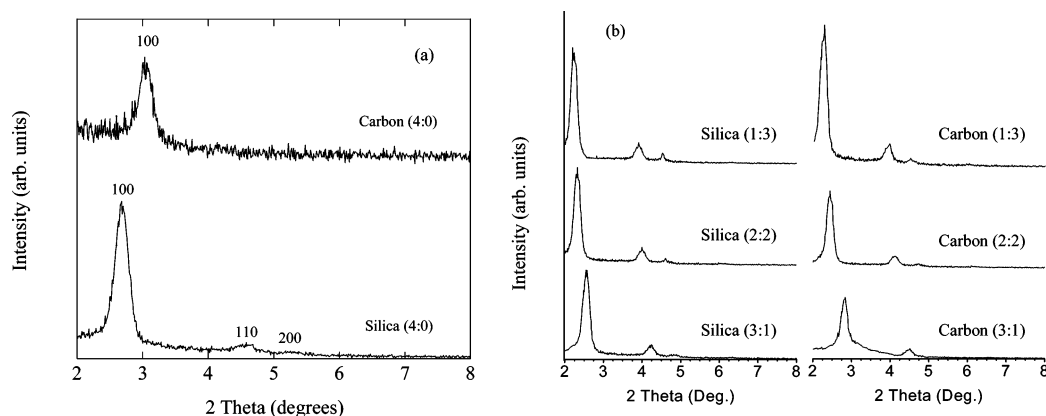 (a)
100
Carbon (4:0)
100
110
200
Silica (4:0)
Intensity (arb. units)
2 3 4 5 6 7 8
2 Theta (degrees)
(b)
Silica (1:3)
Carbon (1:3)
Silica (2:2)
Carbon (2:2)
Silica (3:1)
Carbon (3:1)
Intensity (arb. units)
2 3 4 5 6 7 8
2 3 4 5 6 7 8
2 Theta (Deg.)
2 Theta (Deg.)